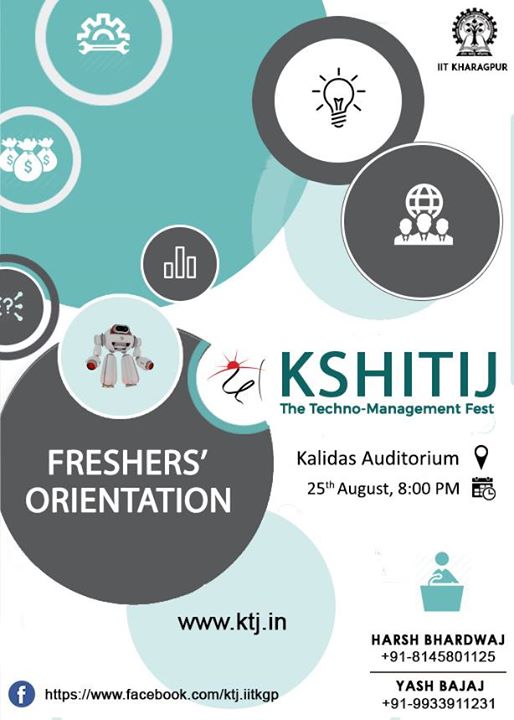 IIT KHARAGPUR
$ $ $
?
KSHITIJ
The Techno-Management Fest
FRESHERS'
ORIENTATION
Kalidas Auditorium
25th August, 8:00 PM
www.ktj.in
HARSH BHARDWAJ
+91-8145801125
YASH BAJAJ
+91-9933911231
f https://www.facebook.com/ktj.iitkgp